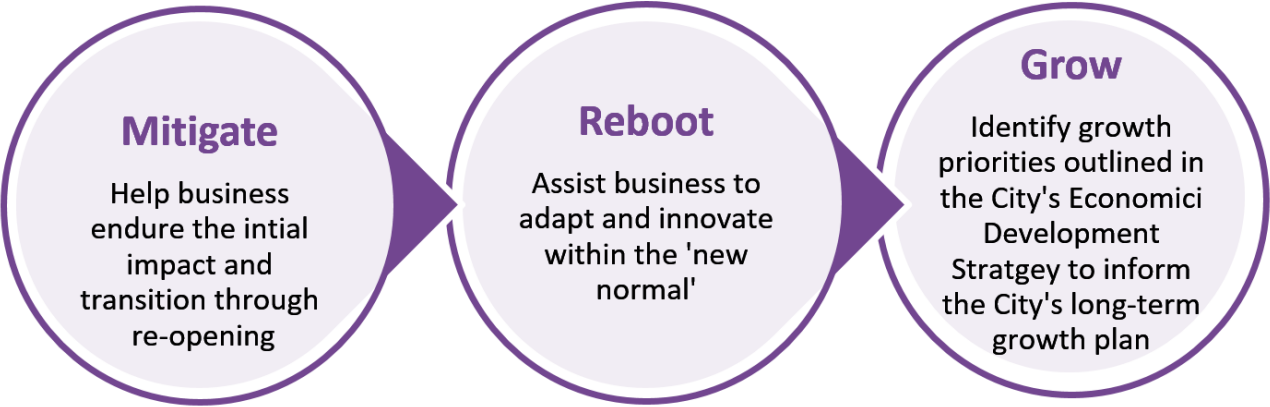 Mitigate
Help business
endure the intial
impact and
transition through
re-opening
Reboot
Assist business to
adapt and innovate
within the 'new
normal'
Grow
Identify growth
priorities outlined in
the City's Economici
Development
Stratgey to inform
the City's long-term
growth plan